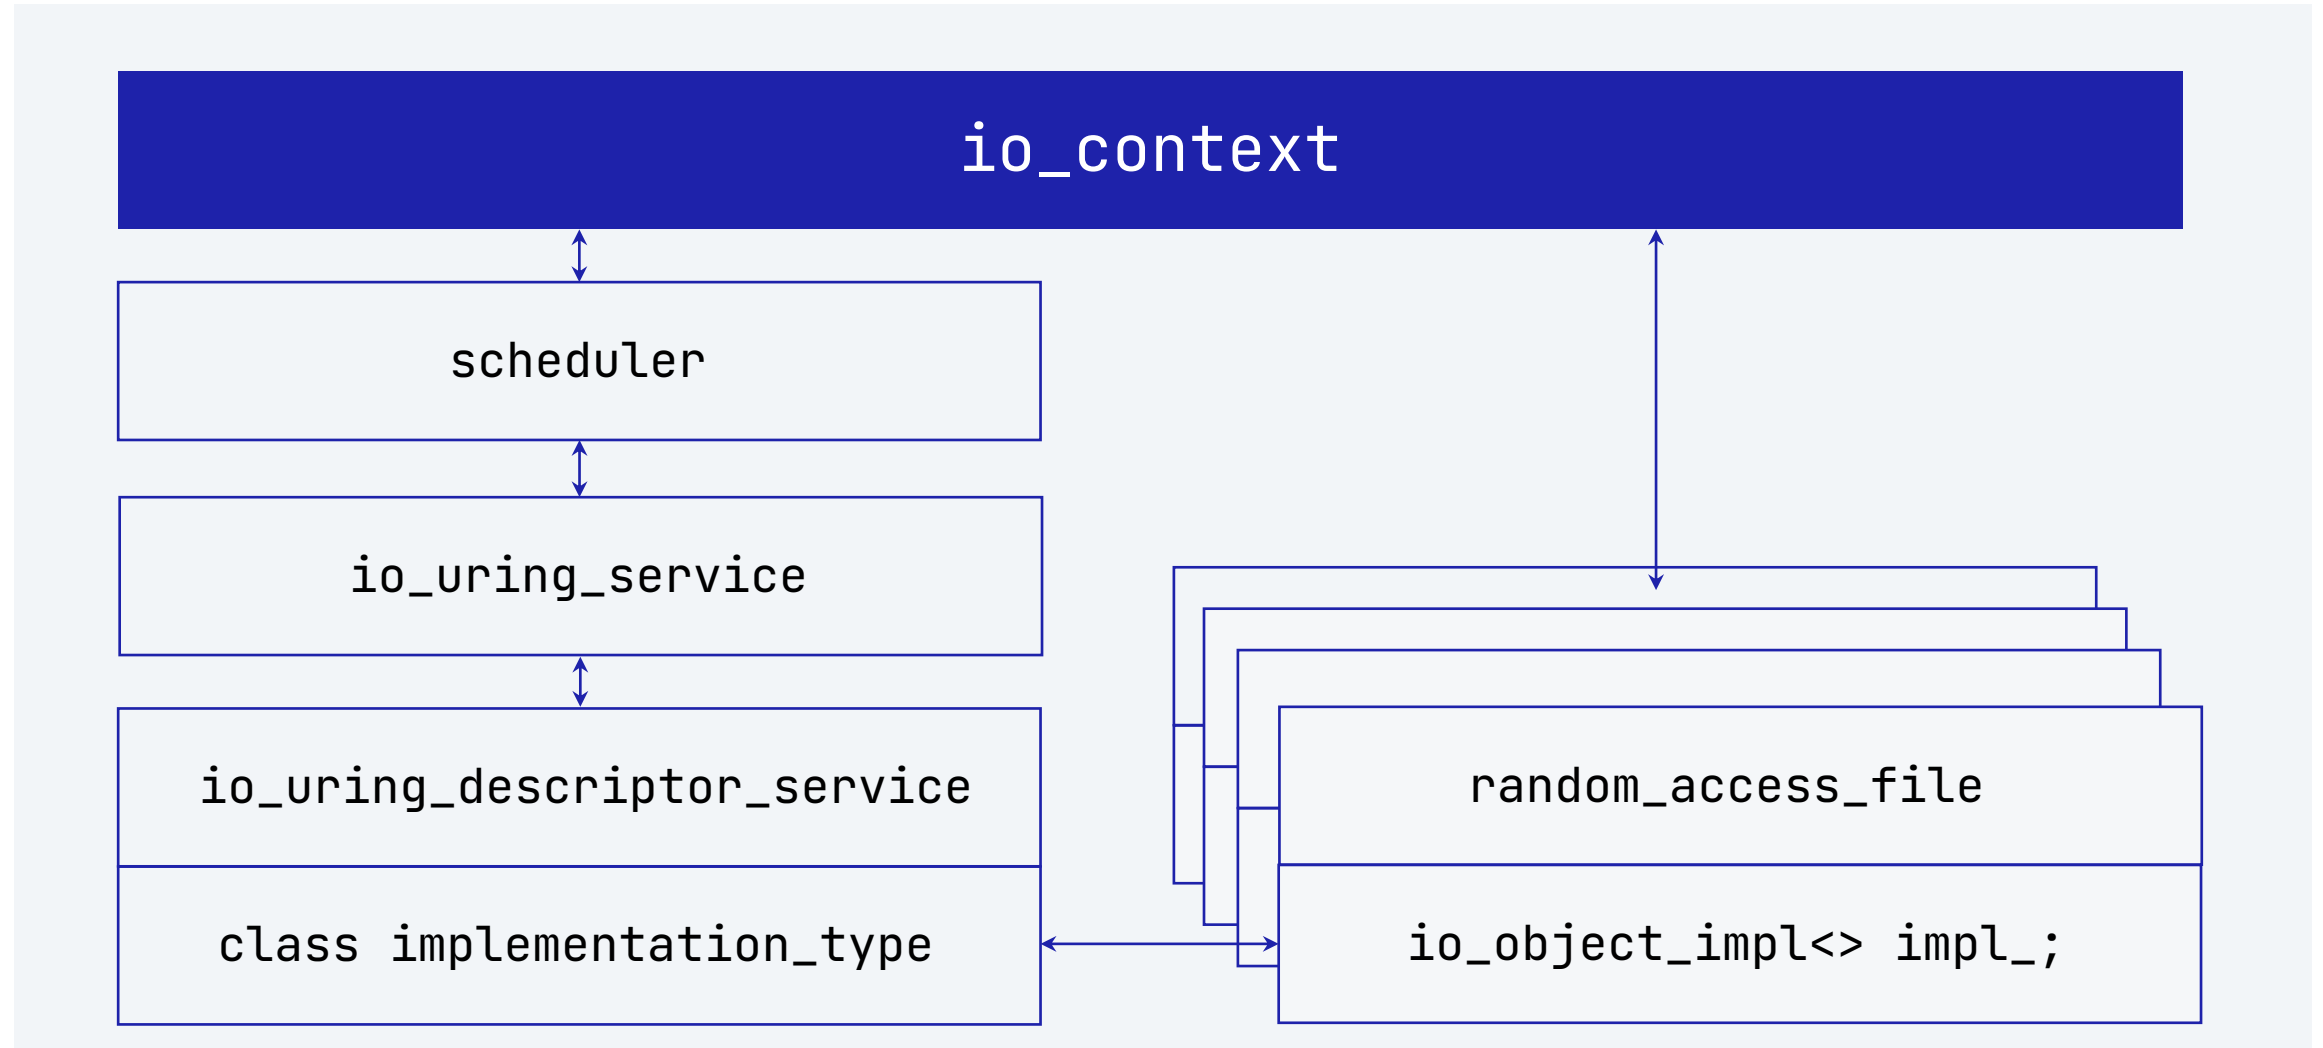 io_context
scheduler
io_uring_service
io_uring_descriptor_service
random_access_file
class implementation_type
io_object_impl<> impl_;